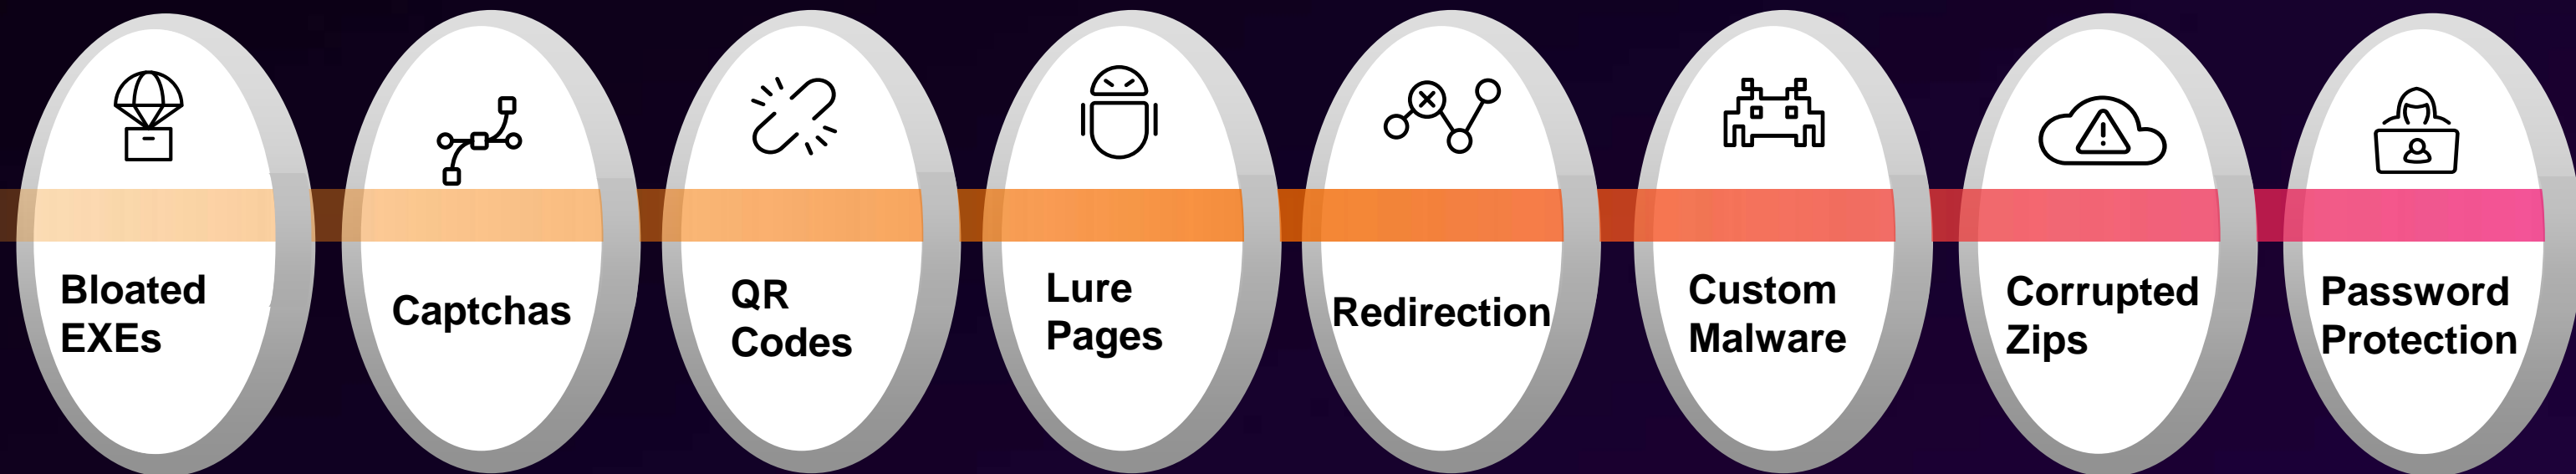 Bloated
EXEs
Captchas
QR
Codes
Lure
Pages
Redirection
Custom
Malware
Corrupted
Zips
Password
Protection